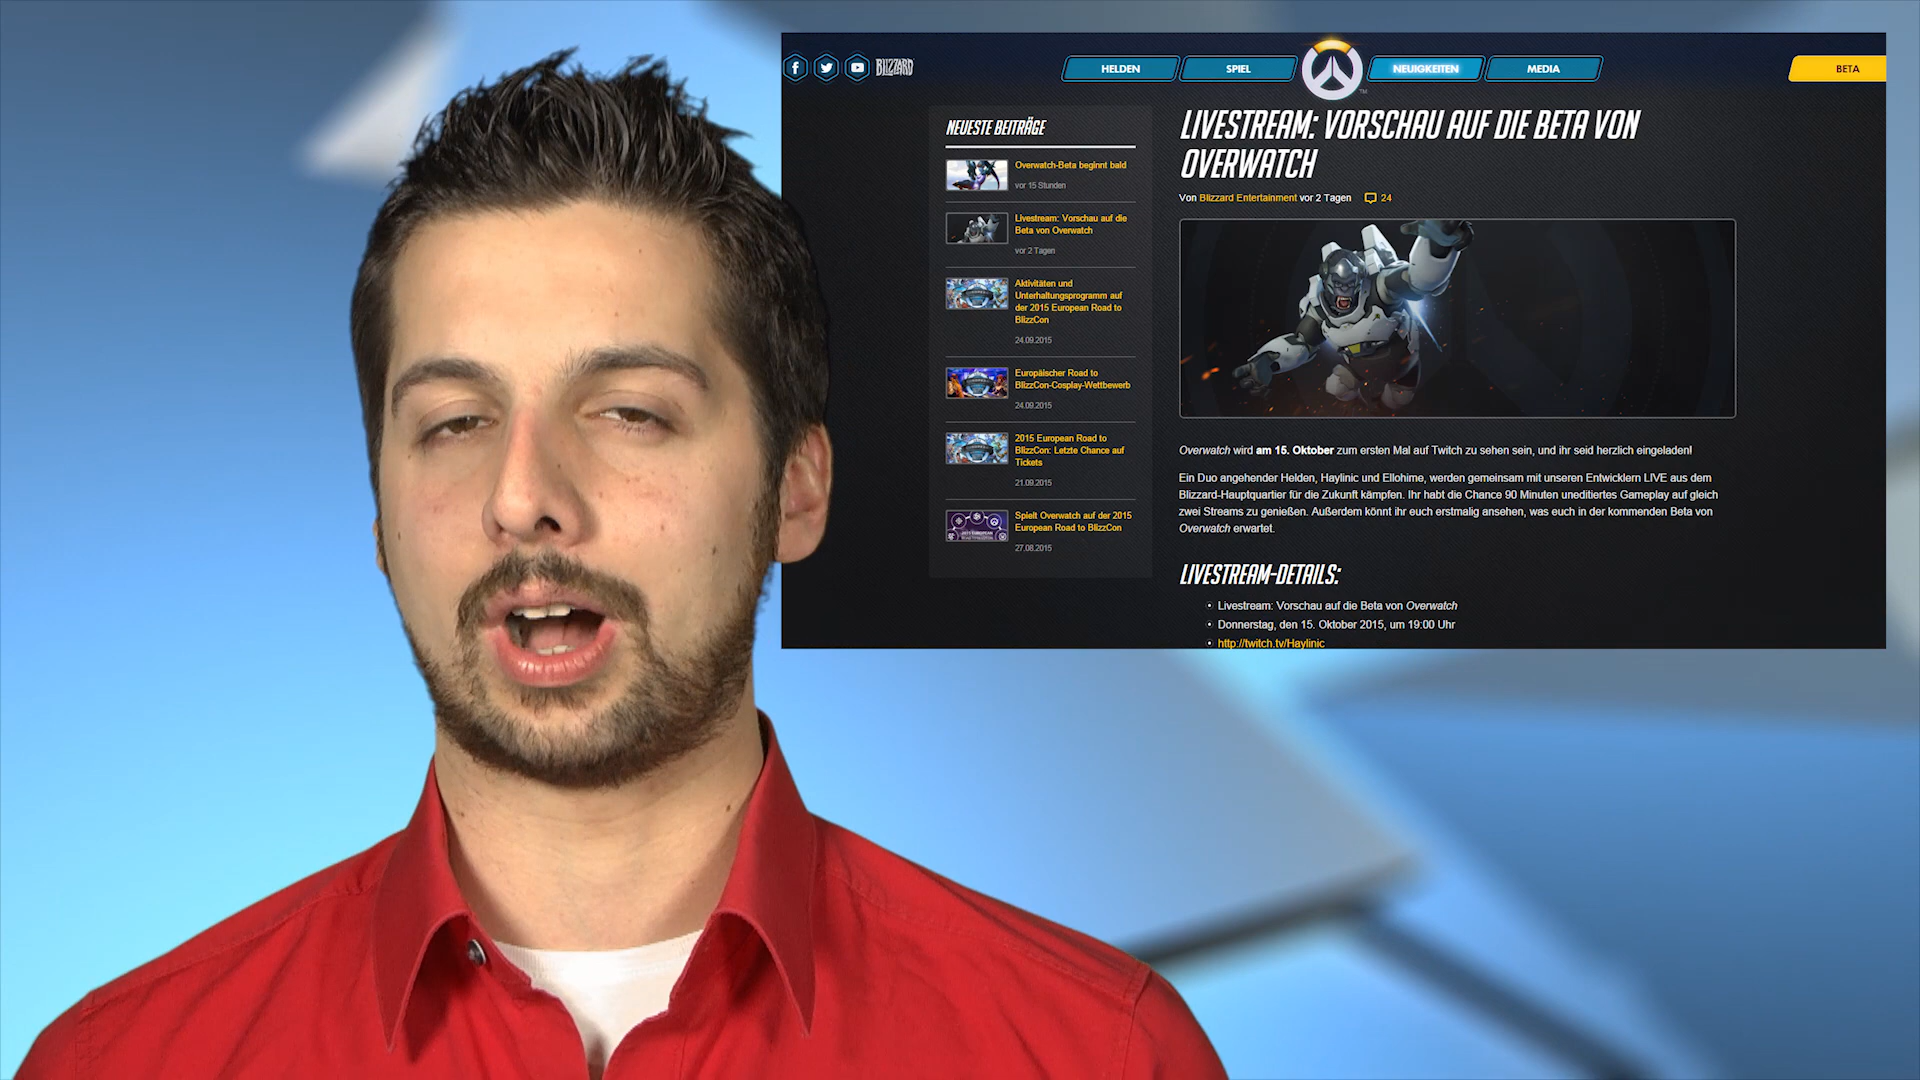 BLIZZARD
HELDEN
SPIEL
NEUIGKEITEN
MEDIA
BETA
TM
NEUESTE BEITRÄGE
Overwatch-Beta beginnt bald
vor 15 Stunden
Livestream: Vorschau auf die
Beta von Overwatch
vor 2 Tagen
Aktivitäten und
Unterhaltungsprogramm auf
der 2015 European Road to
BlizzCon
24.09.2015
Europäischer Road to
BlizzCon-Cosplay-Wettbewerb
24.09.2015
2015 European Road to
BlizzCon: Letzte Chance auf
Tickets
21.09.2015
Spielt Overwatch auf der 2015
European Road to BlizzCon
27.08.2015
LIVESTREAM: VORSCHAU AUF DIE BETA VON
OVERWATCH
Von Blizzard Entertainment vor 2 Tagen 24
Overwatch wird am 15. Oktober zum ersten Mal auf Twitch zu sehen sein, und ihr seid herzlich eingeladen!
Ein Duo angehender Helden, Haylinic und Ellohime, werden gemeinsam mit unseren Entwicklern LIVE aus dem
Blizzard-Hauptquartier für die Zukunft kämpfen. Ihr habt die Chance 90 Minuten uneditiertes Gameplay auf gleich
zwei Streams zu genießen. Außerdem könnt ihr euch erstmalig ansehen, was euch in der kommenden Beta von
Overwatch erwartet.
LIVESTREAM-DETAILS:
Livestream: Vorschau auf die Beta von Overwatch
Donnerstag, den 15. Oktober 2015, um 19:00 Uhr
http://twitch.tv/Haylinic